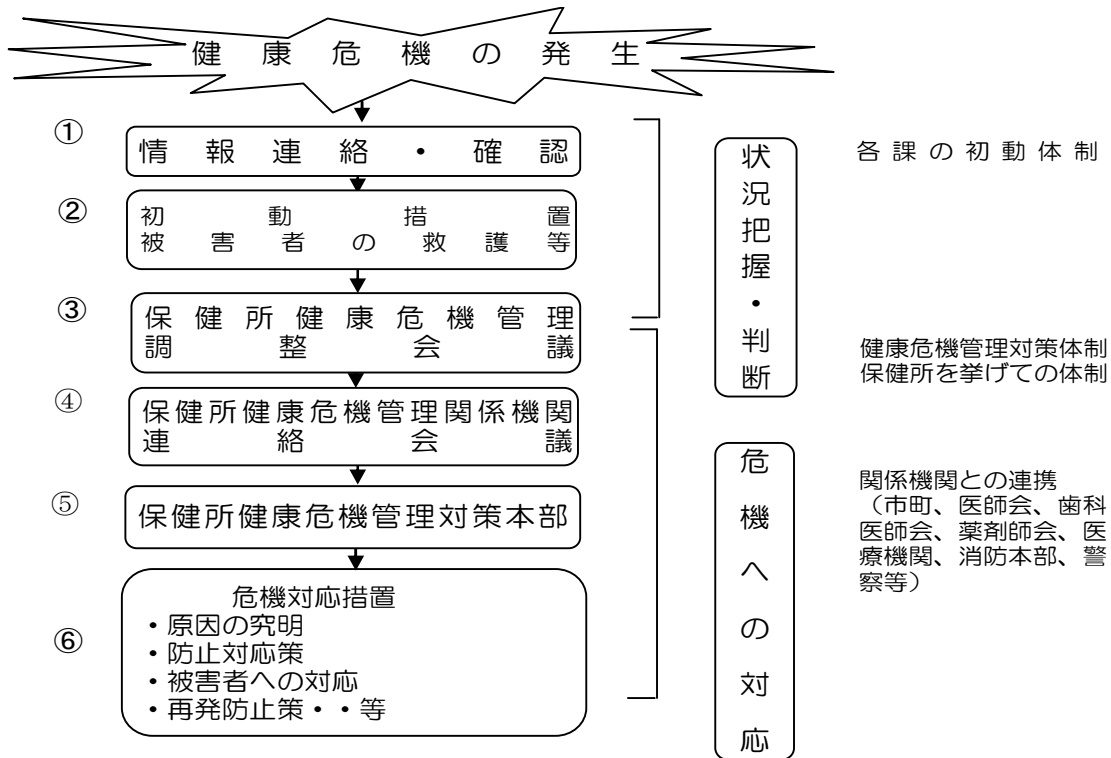 健康危機の発生
①
情報連絡・確認
②
初動措置
被害者の救護等
③
保健所健康危機管理
調整会議
④
保健所健康危機管理関係機関
連絡会議
⑤
保健所健康危機管理対策本部
⑥
危機対応措置
・原因の究明
・防止対応策
・被害者への対応
・再発防止策・・等
状況把握・判断
危機への対応
各課の初動体制
健康危機管理対策体制
保健所を挙げての体制
関係機関との連携
（市町、医師会、歯科
医師会、薬剤師会、医
療機関、消防本部、警
察等）